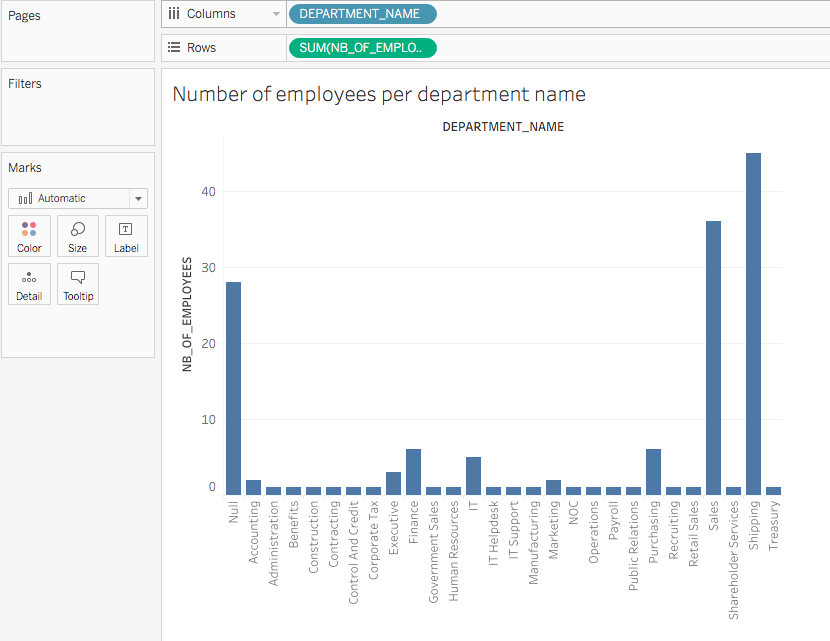 Pages
Columns
DEPARTMENT_NAME
Rows
SUM(NB_OF_EMPLO..
Filters
Marks
Automatic
Color
Size
Label
Detail
Tooltip
Number of employees per department name
DEPARTMENT_NAME
NB_OF_EMPLOYEES
40
30
20
10
0
Null
Accounting
Administration
Benefits
Construction
Contracting
Control And Credit
Corporate Tax
Executive
Finance
Government Sales
Human Resources
IT
IT Helpdesk
IT Support
Manufacturing
Marketing
NOC
Operations
Payroll
Public Relations
Purchasing
Recruiting
Retail Sales
Sales
Shareholder Services
Shipping
Treasury